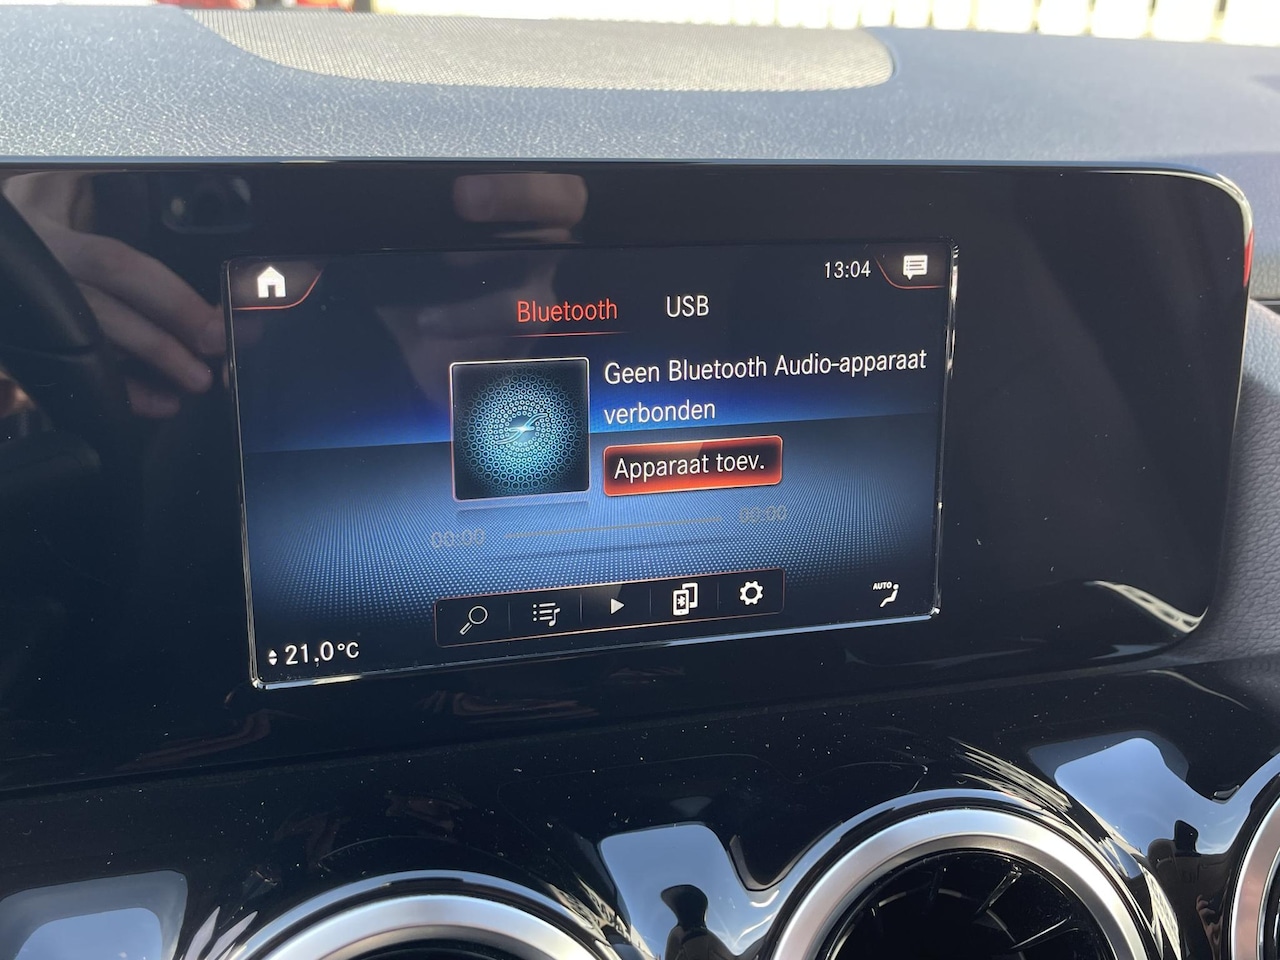 13:04
Bluetooth USB
Geen Bluetooth Audio-apparaat
verbonden
Apparaat toev.
00:00 00:00
AUTO
21.0°C